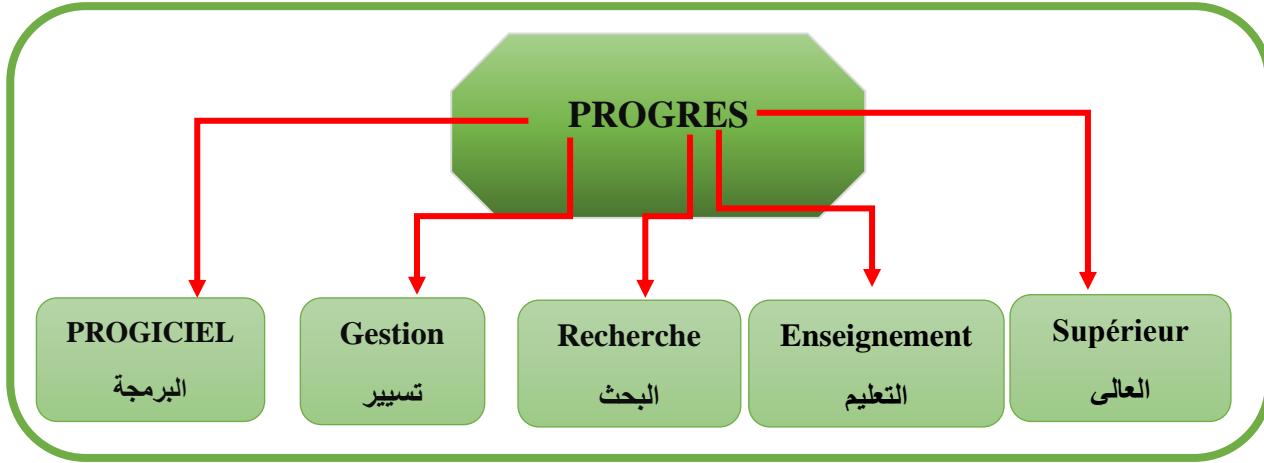 PROGRES
PROGICIEL
البرمجة
Gestion
تسيير
Recherche
البحث
Enseignement
التعليم
Supérieur
العالى